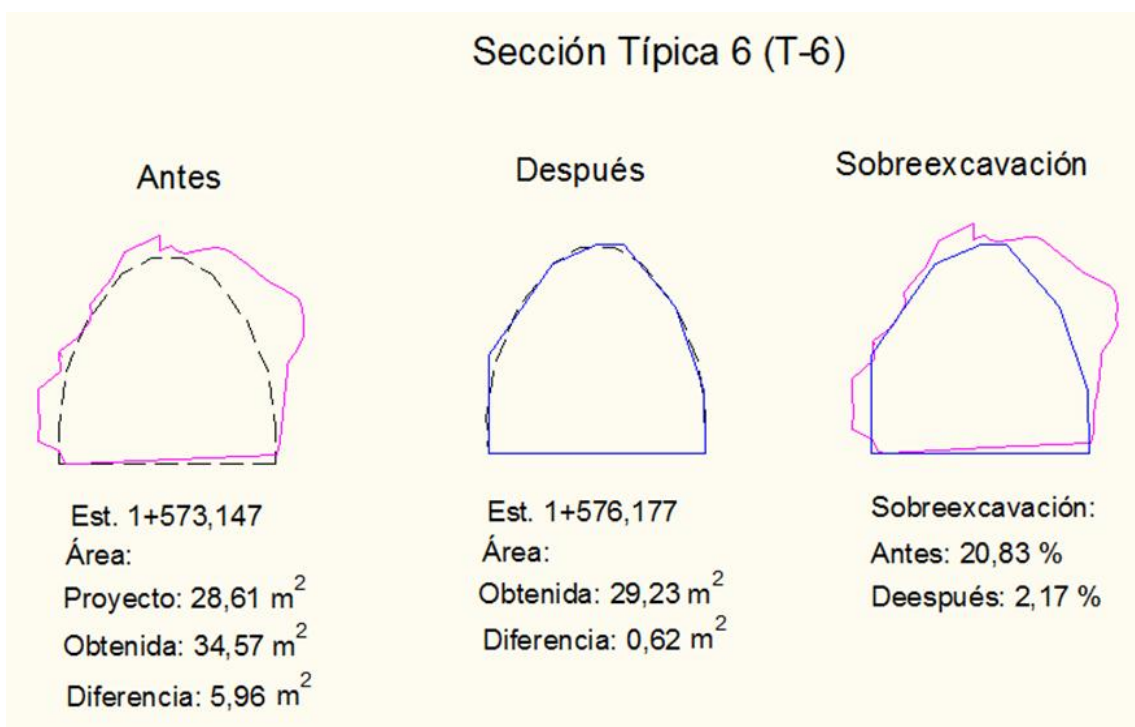 Sección Típica 6 (T-6)
Antes
Después
Sobreexcavación
Est. 1+573,147
Área:
Proyecto: 28,61 m²
Obtenida: 34,57 m²
Diferencia: 5,96 m²
Est. 1+576,177
Área:
Obtenida: 29,23 m²
Diferencia: 0,62 m²
Sobreexcavación:
Antes: 20,83 %
Deespués: 2,17 %